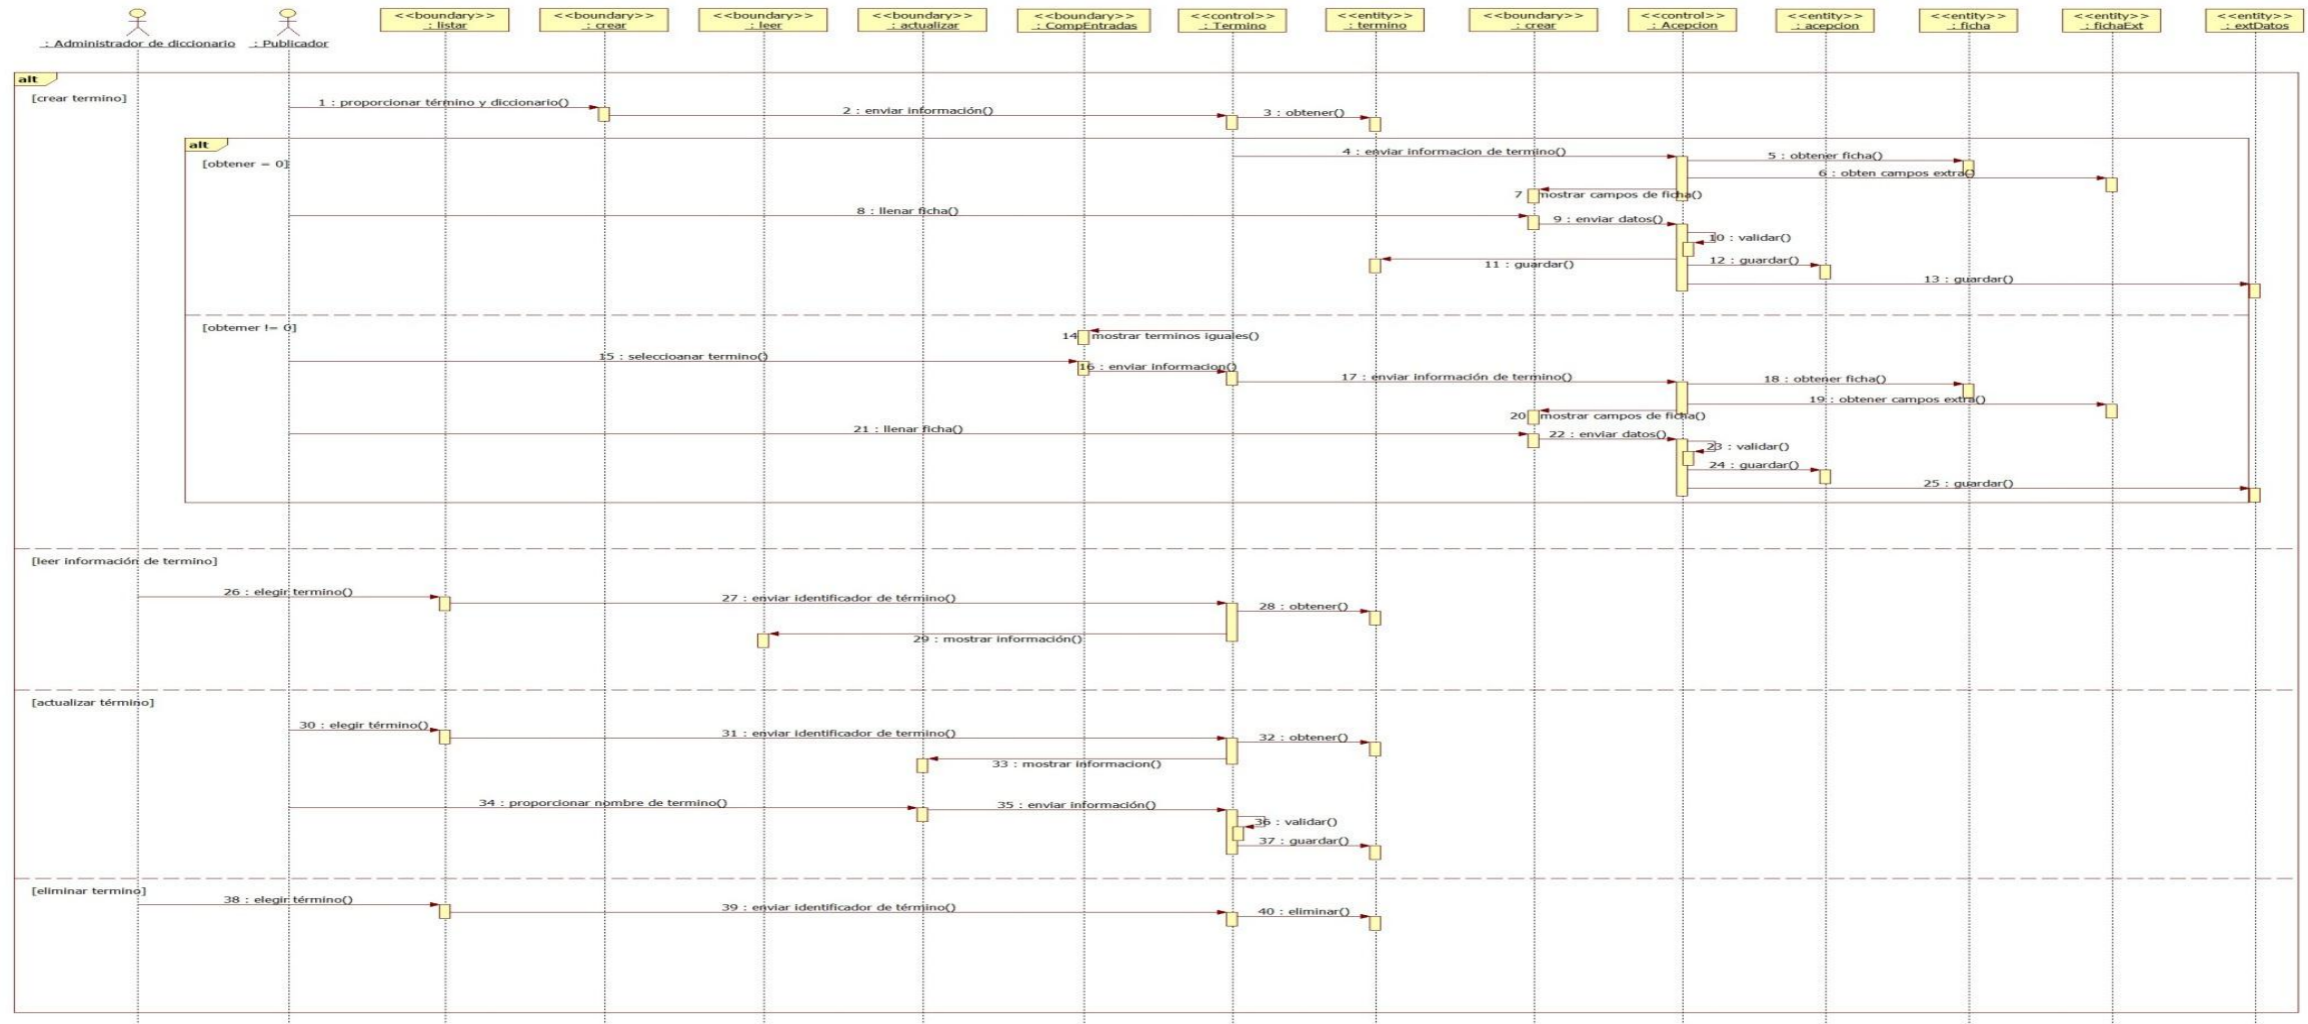 <<boundary>> <<boundary>> <<boundary>> <<boundary>> <<boundary>> <<control>> <<entity>> <<boundary>> <<control>> <<entity>> <<entity>> <<entity>> <<entity>>
: Administrador de diccionario : Publicador : listar : crear : leer : actualizar : CompEntradas : Termino : termino : crear : Acepcion : acepcion : ficha : fichaExt : extDatos
alt
[crear termino]
1 : proporcionar término y diccionario()
2 : enviar información()
3 : obtener()
alt
[obtener = 0]
4 : enviar informacion de termino()
5 : obtener ficha()
6 : obten campos extra()
7 : mostrar campos de ficha()
8 : llenar ficha()
9 : enviar datos()
10 : validar()
11 : guardar()
12 : guardar()
13 : guardar()
[obtemer != 0]
14 : mostrar terminos iguales()
15 : seleccioanar termino()
16 : enviar informacion()
17 : enviar información de termino()
18 : obtener ficha()
19 : obtener campos extra()
20 : mostrar campos de ficha()
21 : llenar ficha()
22 : enviar datos()
23 : validar()
24 : guardar()
25 : guardar()
[leer información de termino]
26 : elegir termino()
27 : enviar identificador de término()
28 : obtener()
29 : mostrar información()
[actualizar término]
30 : elegir término()
31 : enviar identificador de termino()
32 : obtener()
33 : mostrar informacion()
34 : proporcionar nombre de termino()
35 : enviar información()
36 : validar()
37 : guardar()
[eliminar termino]
38 : elegir término()
39 : enviar identificador de término()
40 : eliminar()